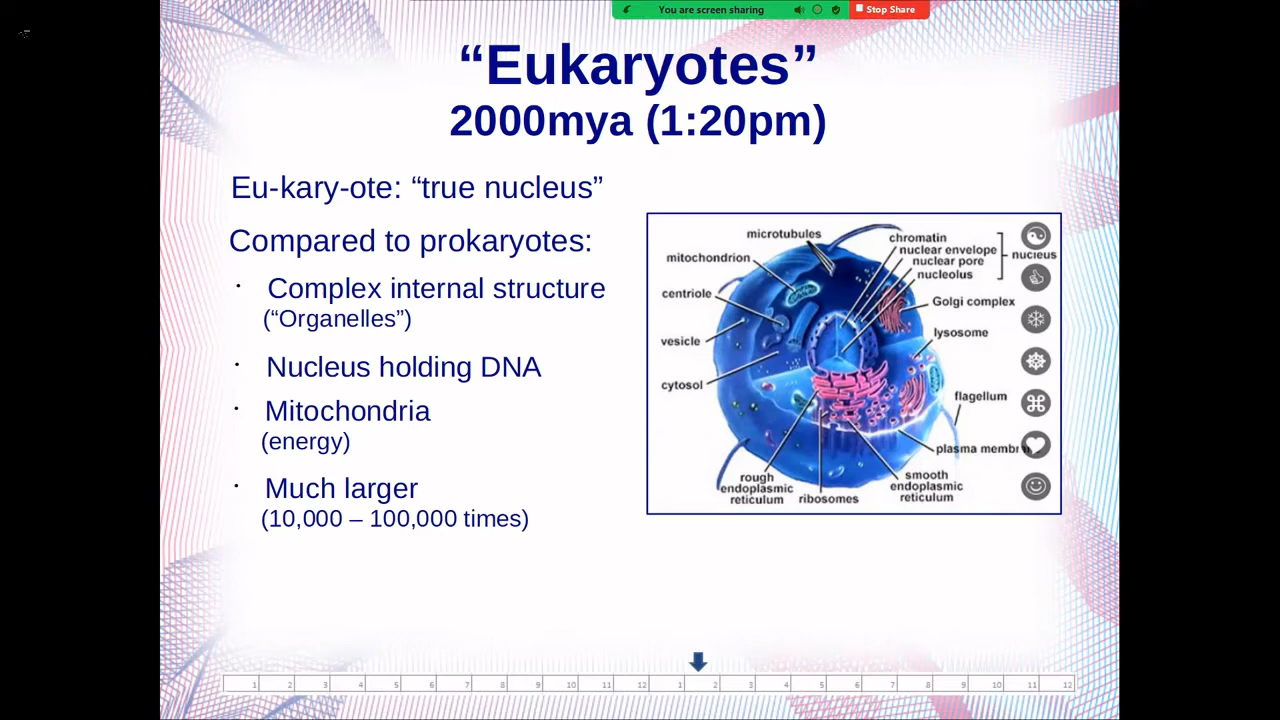 You are screen sharing
Stop Share
“Eukaryotes”
2000mya (1:20pm)
Eu-kary-ote: “true nucleus”
Compared to prokaryotes:
· Complex internal structure
(“Organelles”)
· Nucleus holding DNA
· Mitochondria
(energy)
· Much larger
(10,000 – 100,000 times)
microtubules
mitochondrion
centriole
vesicle
cytosol
chromatin
nuclear envelope
nuclear pore
nucleolus
nucleus
Golgi complex
lysosome
flagellum
plasma
rough
endoplasmic
reticulum
ribosomes
smooth
endoplasmic
reticulum
1 2 3 4 5 6 7 8 9 10 11 12 1 2 3 4 5 6 7 8 9 10 11 12